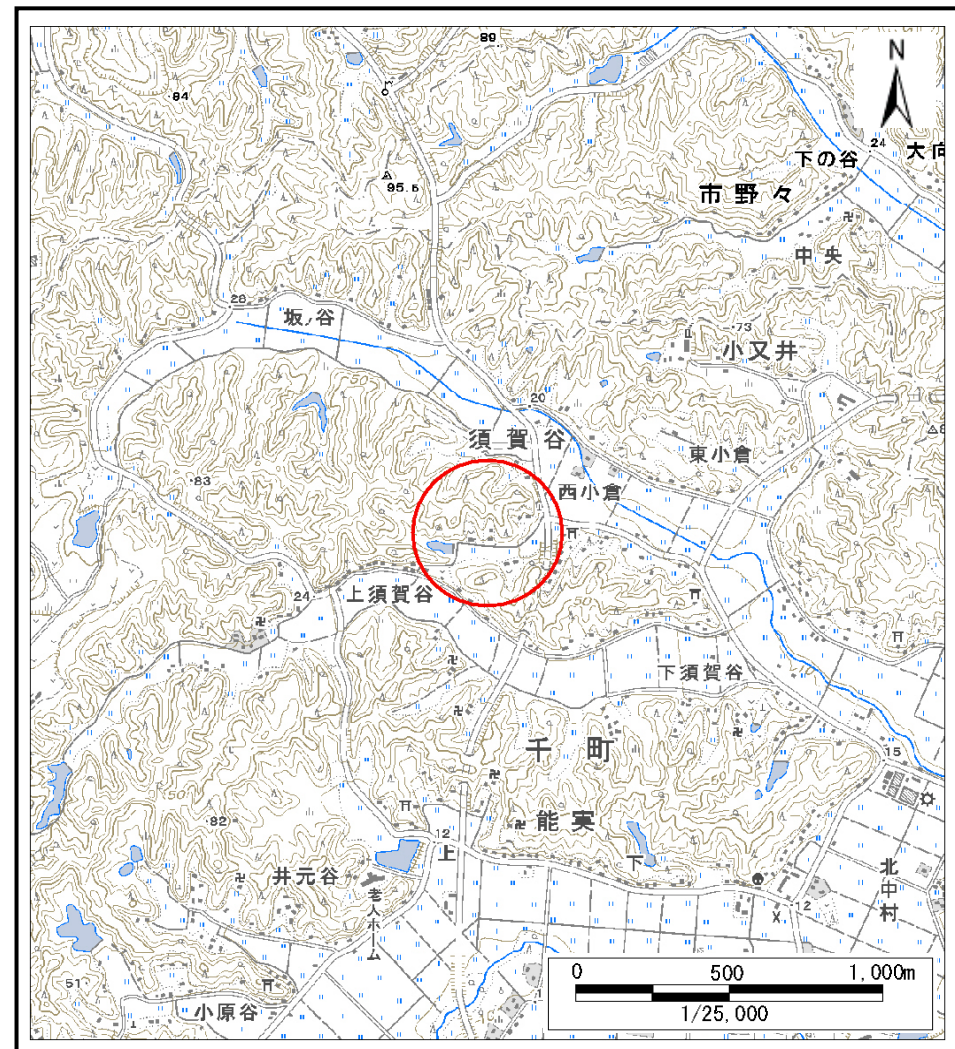 89
N
84
24
大向
下の谷
95.5
市野々
中央
28
坂ノ谷
73
小又井
20
須賀谷
東小倉
83
西小倉
24
上須賀谷
下須賀谷
千町
15
能実
82
12
上
下
井元谷
老人ホーム
北中村
12
51
小原谷
0 500 1,000m
1/25,000